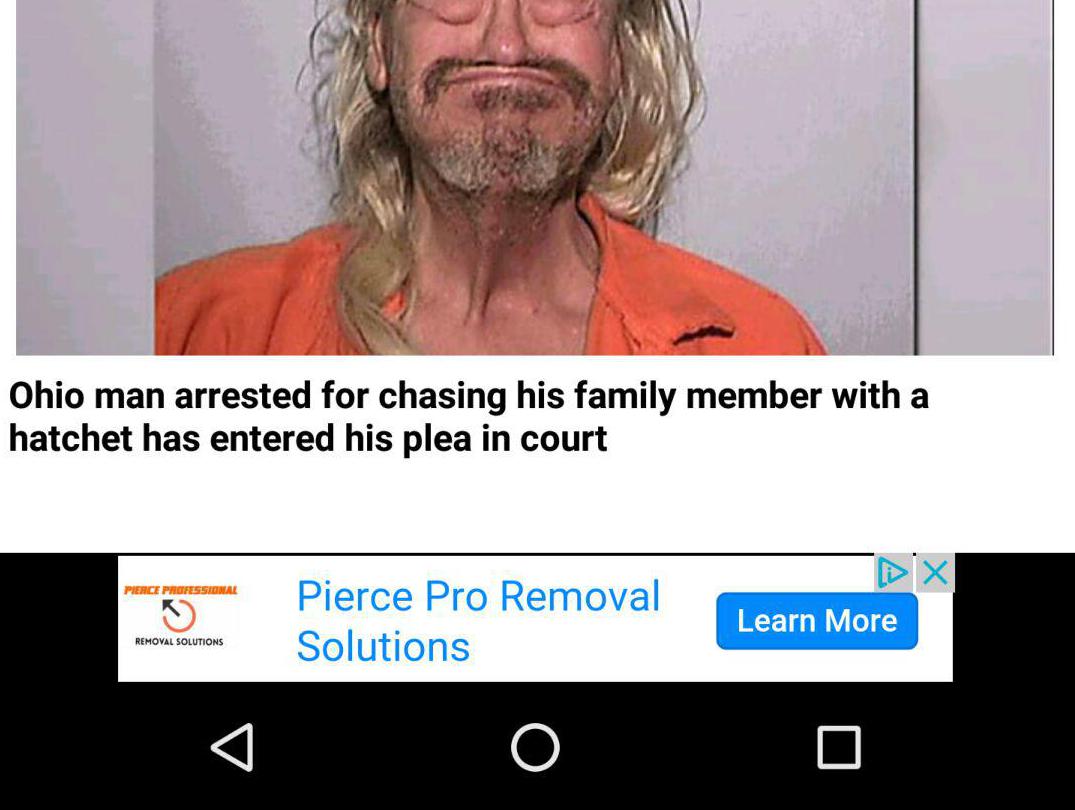 Ohio man arrested for chasing his family member with a
hatchet has entered his plea in court
PIERCE PROFESSIONAL
REMOVAL SOLUTIONS
Pierce Pro Removal
Solutions
Learn More